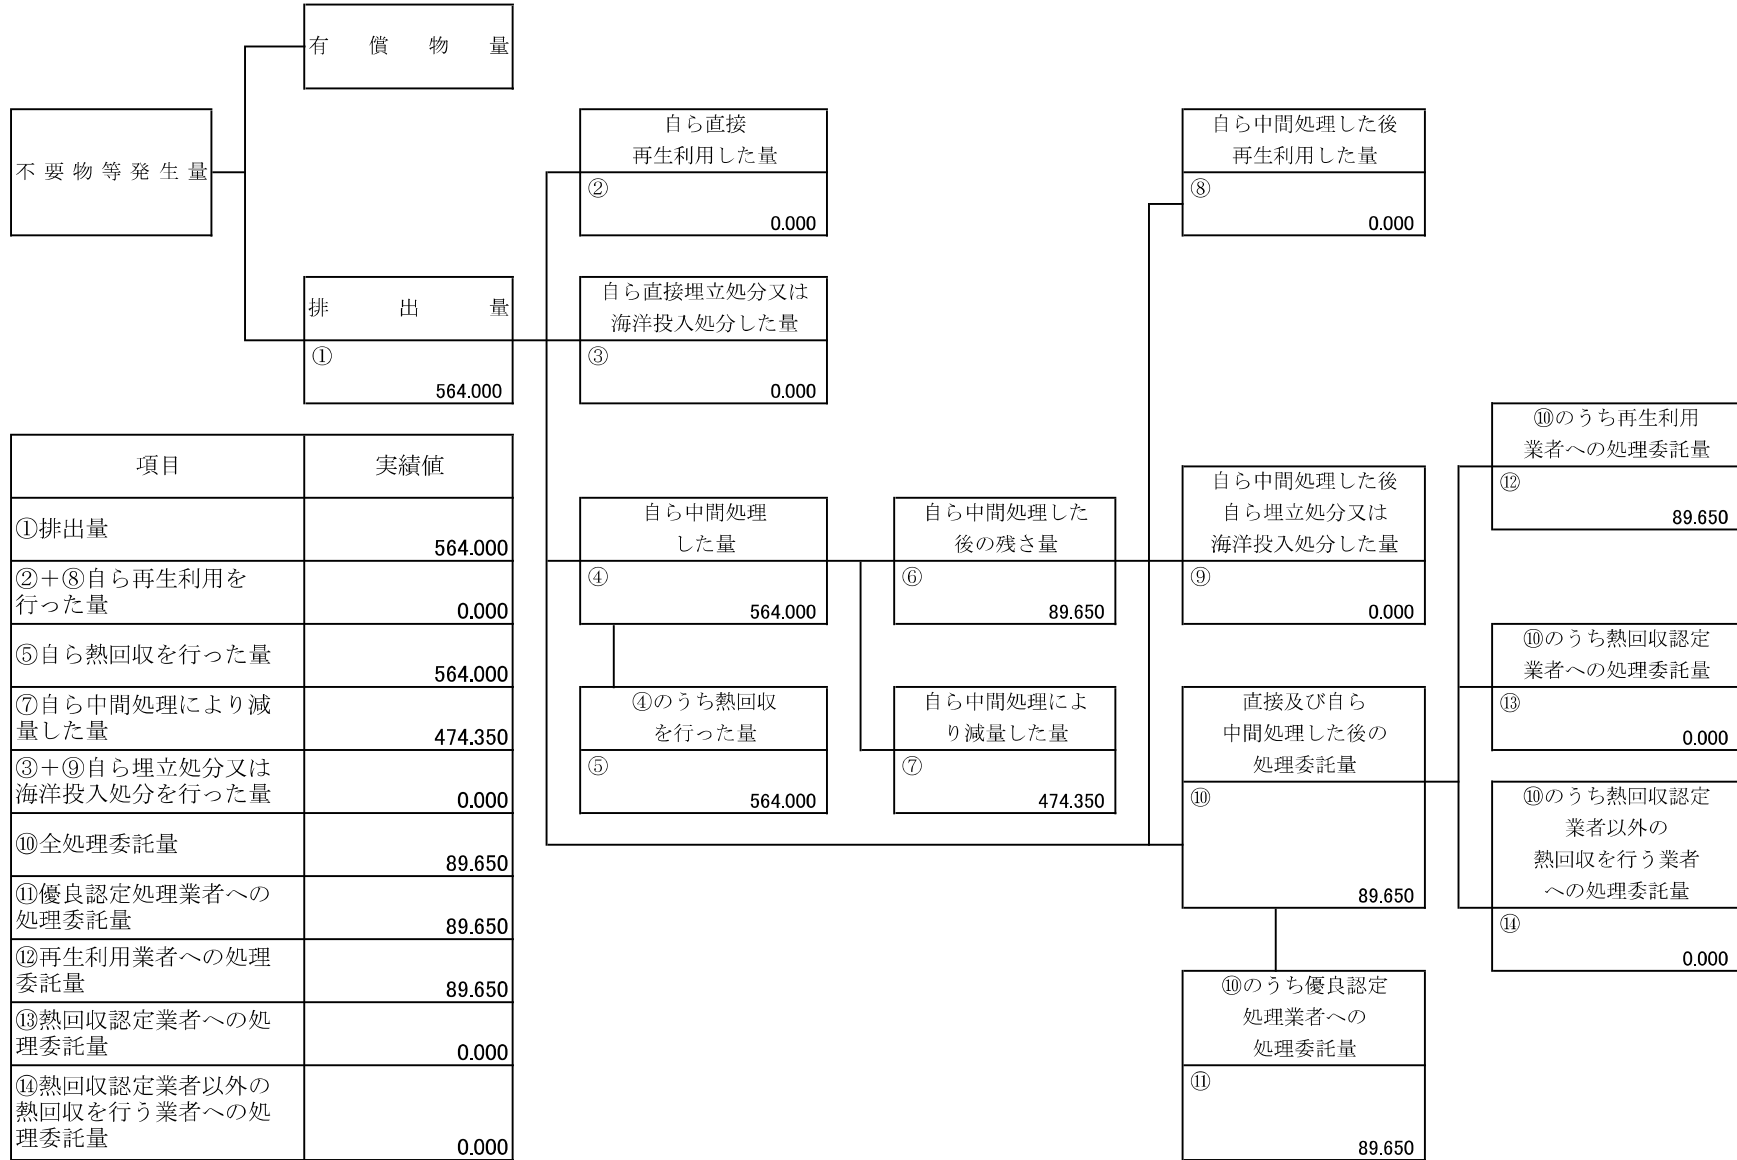 有償物量
不要物等発生量
排出量
①
564.000
自ら直接
再生利用した量
②
0.000
自ら直接埋立処分又は
海洋投入処分した量
③
0.000
自ら中間処理
した量
④
564.000
④のうち熱回収
を行った量
⑤
564.000
自ら中間処理した
後の残さ量
⑥
89.650
自ら中間処理によ
り減量した量
⑦
474.350
自ら中間処理した後
再生利用した量
⑧
0.000
自ら中間処理した後
自ら埋立処分又は
海洋投入処分した量
⑨
0.000
直接及び自ら
中間処理した後の
処理委託量
⑩
89.650
⑩のうち優良認定
処理業者への
処理委託量
⑪
89.650
⑩のうち再生利用
業者への処理委託量
⑫
89.650
⑩のうち熱回収認定
業者への処理委託量
⑬
0.000
⑩のうち熱回収認定
業者以外の
熱回収を行う業者
への処理委託量
⑭
0.000
項目 実績値
①排出量
564.000
②＋⑧自ら再生利用を
行った量
0.000
⑤自ら熱回収を行った量
564.000
⑦自ら中間処理により減
量した量
474.350
③＋⑨自ら埋立処分又は
海洋投入処分を行った量
0.000
⑩全処理委託量
89.650
⑪優良認定処理業者への
処理委託量
89.650
⑫再生利用業者への処理
委託量
89.650
⑬熱回収認定業者への処
理委託量
0.000
⑭熱回収認定業者以外の
熱回収を行う業者への処
理委託量
0.000